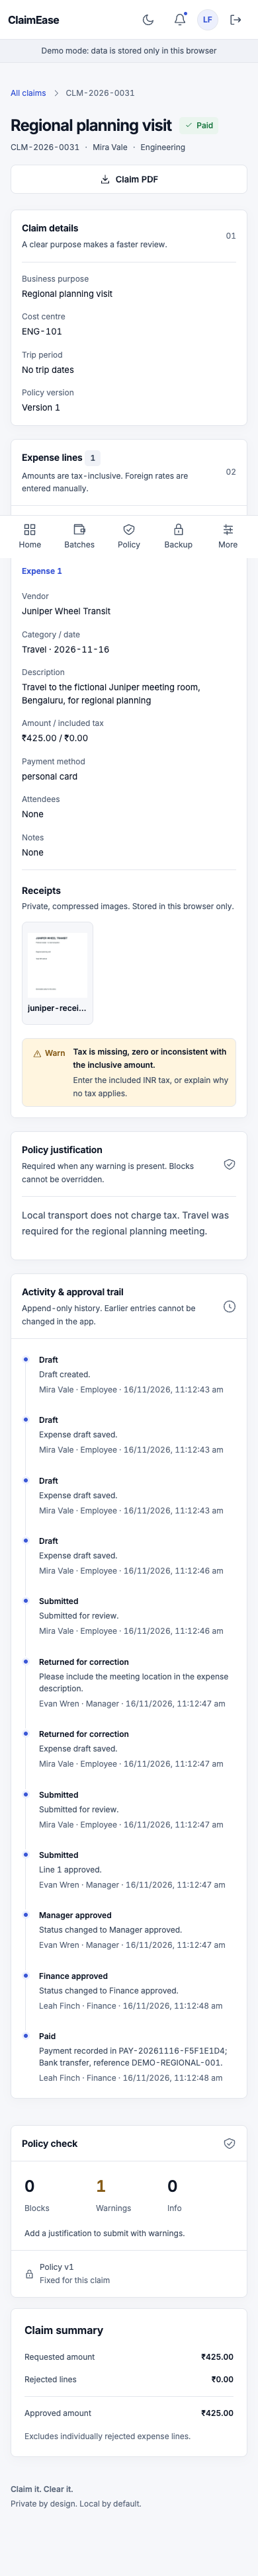 ClaimEase
LF
Demo mode: data is stored only in this browser
All claims
CLM-2026-0031
Regional planning visit
Paid
CLM-2026-0031 · Mira Vale · Engineering
Claim PDF
Claim details
A clear purpose makes a faster review.
01
Business purpose
Regional planning visit
Cost centre
ENG-101
Trip period
No trip dates
Policy version
Version 1
Expense lines 1
Amounts are tax-inclusive. Foreign rates are
entered manually.
02
Home
Batches
Policy
Backup
More
Expense 1
Vendor
Juniper Wheel Transit
Category / date
Travel · 2026-11-16
Description
Travel to the fictional Juniper meeting room,
Bengaluru, for regional planning
Amount / included tax
₹425.00 / ₹0.00
Payment method
personal card
Attendees
None
Notes
None
Receipts
Private, compressed images. Stored in this browser only.
JUNIPER WHEEL TRANSIT
juniper-recei...
Warn
Tax is missing, zero or inconsistent with
the inclusive amount.
Enter the included INR tax, or explain why
no tax applies.
Policy justification
Required when any warning is present. Blocks
cannot be overridden.
Local transport does not charge tax. Travel was
required for the regional planning meeting.
Activity & approval trail
Append-only history. Earlier entries cannot be
changed in the app.
Draft
Draft created.
Mira Vale · Employee · 16/11/2026, 11:12:43 am
Draft
Expense draft saved.
Mira Vale · Employee · 16/11/2026, 11:12:43 am
Draft
Expense draft saved.
Mira Vale · Employee · 16/11/2026, 11:12:43 am
Draft
Expense draft saved.
Mira Vale · Employee · 16/11/2026, 11:12:46 am
Submitted
Submitted for review.
Mira Vale · Employee · 16/11/2026, 11:12:46 am
Returned for correction
Please include the meeting location in the expense
description.
Evan Wren · Manager · 16/11/2026, 11:12:47 am
Returned for correction
Expense draft saved.
Mira Vale · Employee · 16/11/2026, 11:12:47 am
Submitted
Submitted for review.
Mira Vale · Employee · 16/11/2026, 11:12:47 am
Submitted
Line 1 approved.
Evan Wren · Manager · 16/11/2026, 11:12:47 am
Manager approved
Status changed to Manager approved.
Evan Wren · Manager · 16/11/2026, 11:12:47 am
Finance approved
Status changed to Finance approved.
Leah Finch · Finance · 16/11/2026, 11:12:48 am
Paid
Payment recorded in PAY-20261116-F5F1E1D4;
Bank transfer, reference DEMO-REGIONAL-001.
Leah Finch · Finance · 16/11/2026, 11:12:48 am
Policy check
0
1
0
Blocks
Warnings
Info
Add a justification to submit with warnings.
Policy v1
Fixed for this claim
Claim summary
Requested amount ₹425.00
Rejected lines ₹0.00
Approved amount ₹425.00
Excludes individually rejected expense lines.
Claim it. Clear it.
Private by design. Local by default.